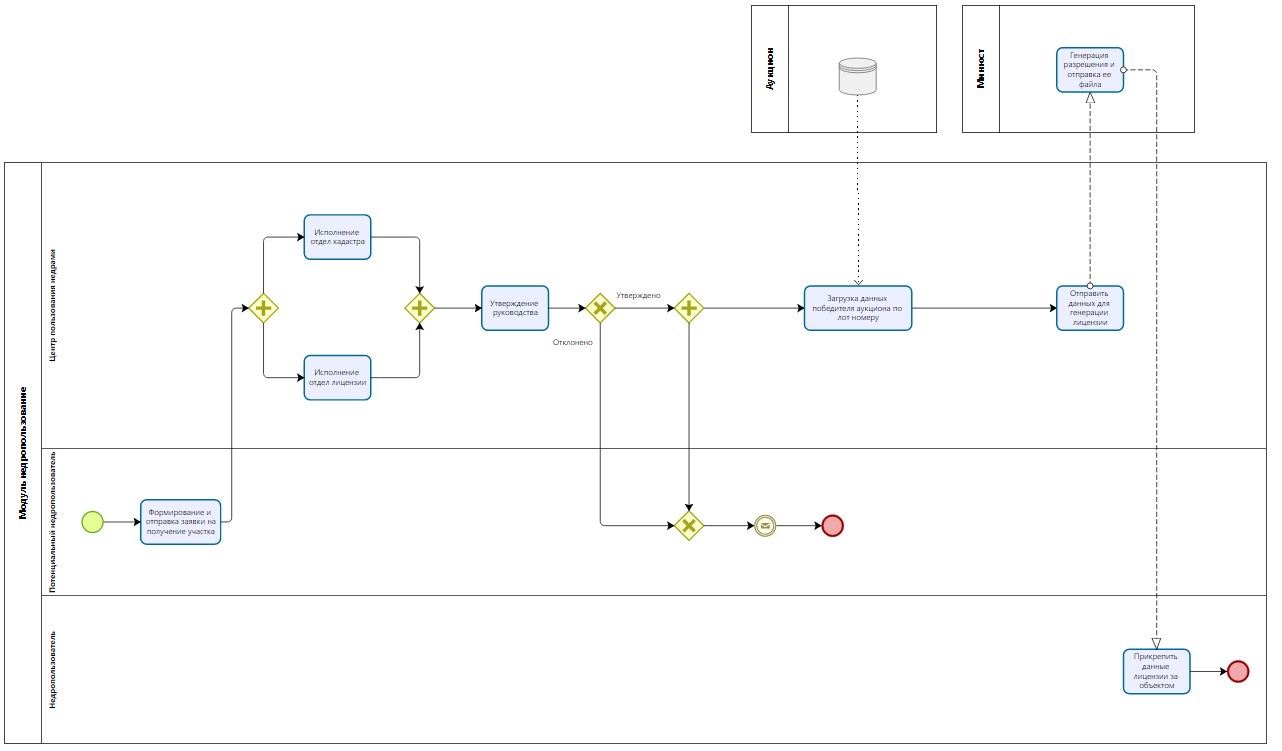 Аукцион
Минюст
Генерация
разрешения и
отправка ее
файла
Модуль недропользование
Центр пользования недрами
Исполнение
отдел кадастра
Исполнение
отдел лицензии
Утверждение
руководства
Утверждено
Отклонено
Загрузка данных
победителя аукциона по
лот номеру
Отправить
данных для
генерации
лицензии
Потенциальный недропользователь
Формирование и
отправка заявки на
получение участка
Недропользователь
Прикрепить
данные
лицензии за
объектом